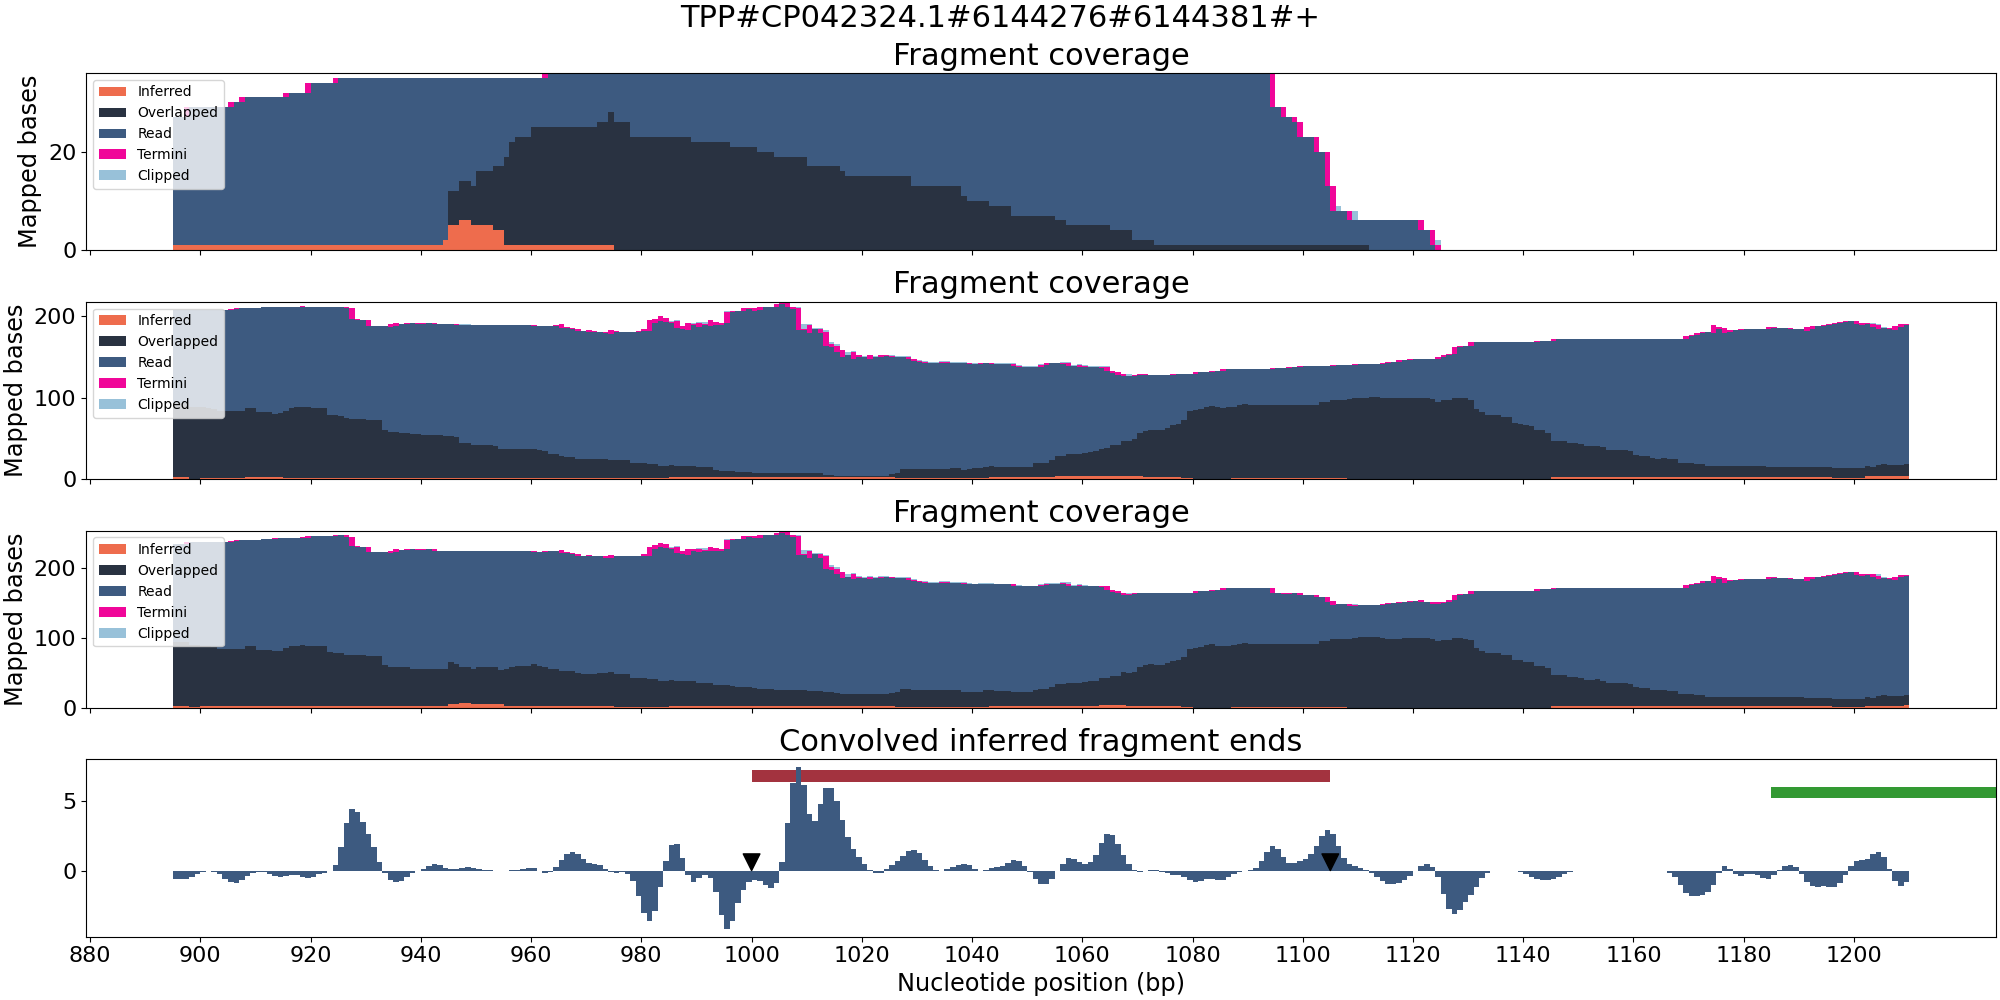 TPP#CP042324.1#6144276#6144381#+
Fragment coverage
Mapped bases
20
0
Inferred
Overlapped
Read
Termini
Clipped
Fragment coverage
Mapped bases
200
100
0
Inferred
Overlapped
Read
Termini
Clipped
Fragment coverage
Mapped bases
200
100
0
Inferred
Overlapped
Read
Termini
Clipped
Convolved inferred fragment ends
5
0
880 900 920 940 960 980 1000 1020 1040 1060 1080 1100 1120 1140 1160 1180 1200
Nucleotide position (bp)